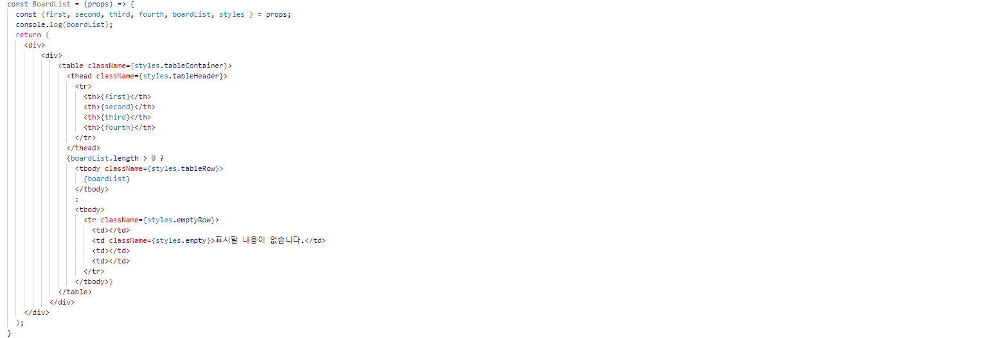 const BoardList = (props) => {
const {first, second, third, fourth, boardList, styles } = props;
console.log(boardList);
return (
<div>
<div>
<table className={styles.tableContainer}>
<thead className={styles.tableHeader}>
<tr>
<th>{first}</th>
<th>{second}</th>
<th>{third}</th>
<th>{fourth}</th>
</tr>
</thead>
{boardList.length > 0 ?
<tbody className={styles.tableRow}>
{boardList}
</tbody>
:
<tbody>
<tr className={styles.emptyRow}>
<td></td>
<td className={styles.empty}>표시할 내용이 없습니다.</td>
<td></td>
<td></td>
</tr>
</tbody>}
</table>
</div>
</div>
);
}